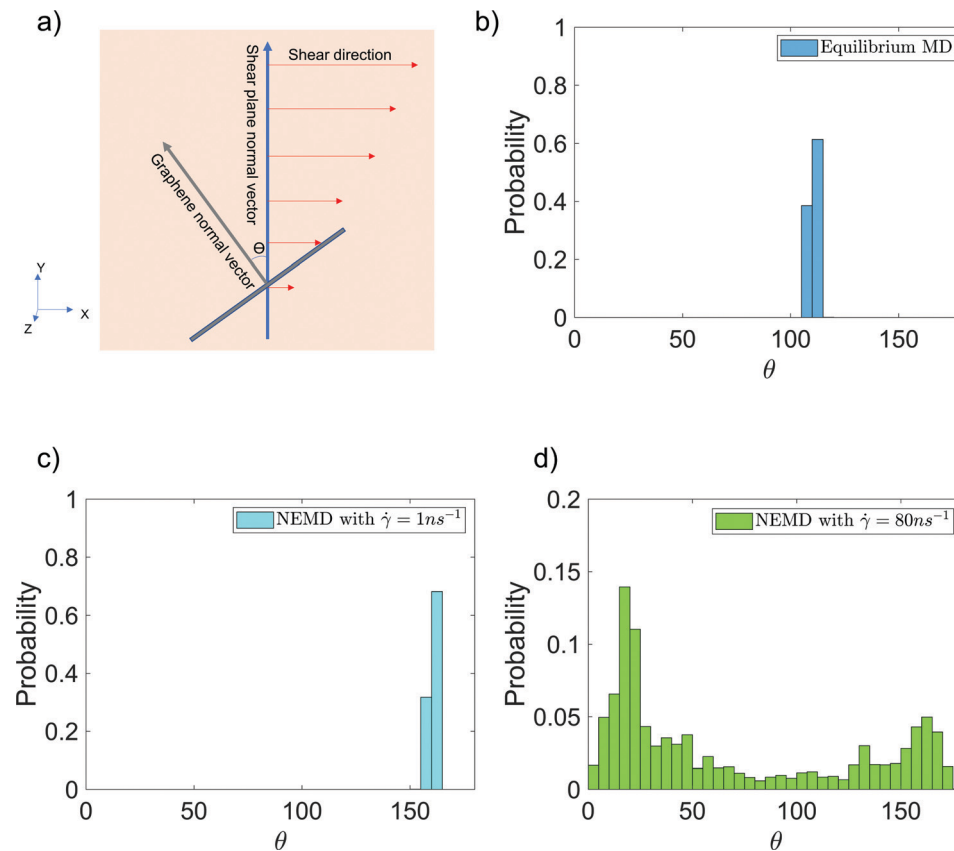 a)
Shear direction
Shear plane normal vector
Graphene normal vector
Θ
Y
X
Z
b)
Equilibrium MD
1
0.8
0.6
0.4
0.2
0
Probability
0
50
100
150
θ
c)
NEMD with γ̇ = 1ns⁻¹
1
0.8
0.6
0.4
0.2
0
Probability
0
50
100
150
θ
d)
NEMD with γ̇ = 80ns⁻¹
0.2
0.15
0.1
0.05
0
Probability
0
50
100
150
θ